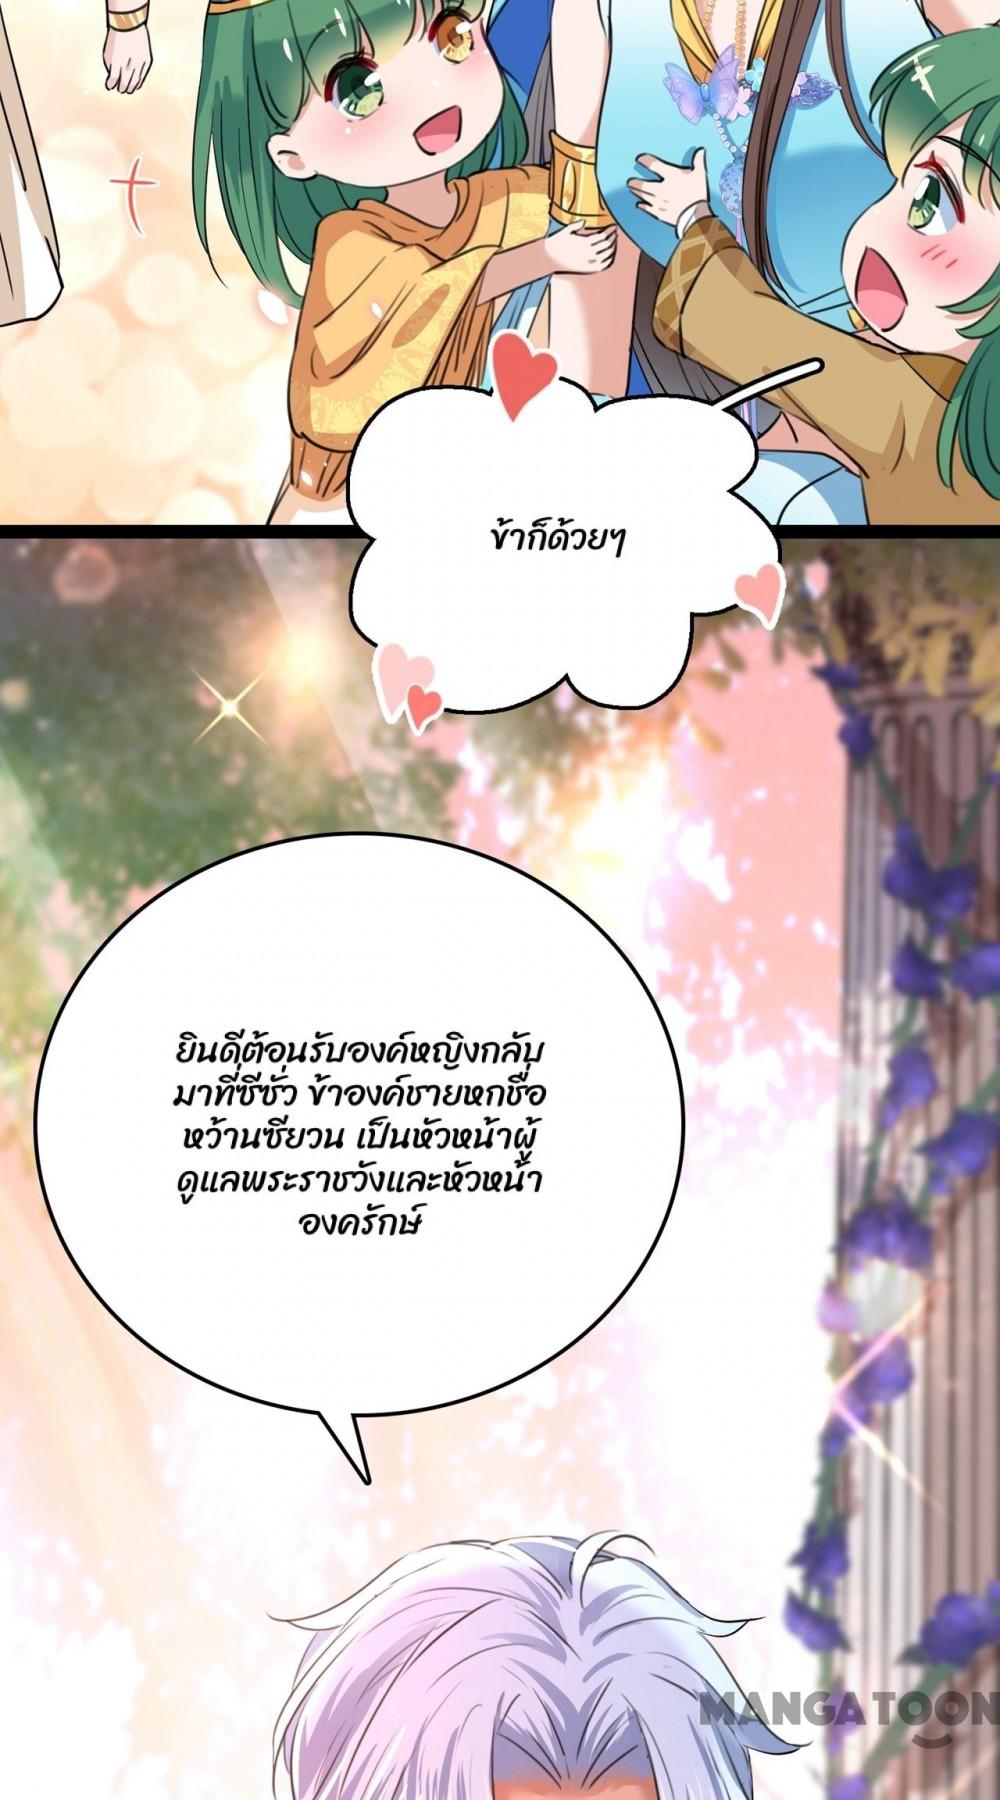 ข้าก็ด้วยๆ
ยินดีต้อนรับองค์หญิงกลับ
มาที่ซีซั่ว ข้าองค์ชายหกชื่อ
หว้านซียวน เป็นหัวหน้าผู้
ดูแลพระราชวังและหัวหน้า
องครักษ์
MANGATOON